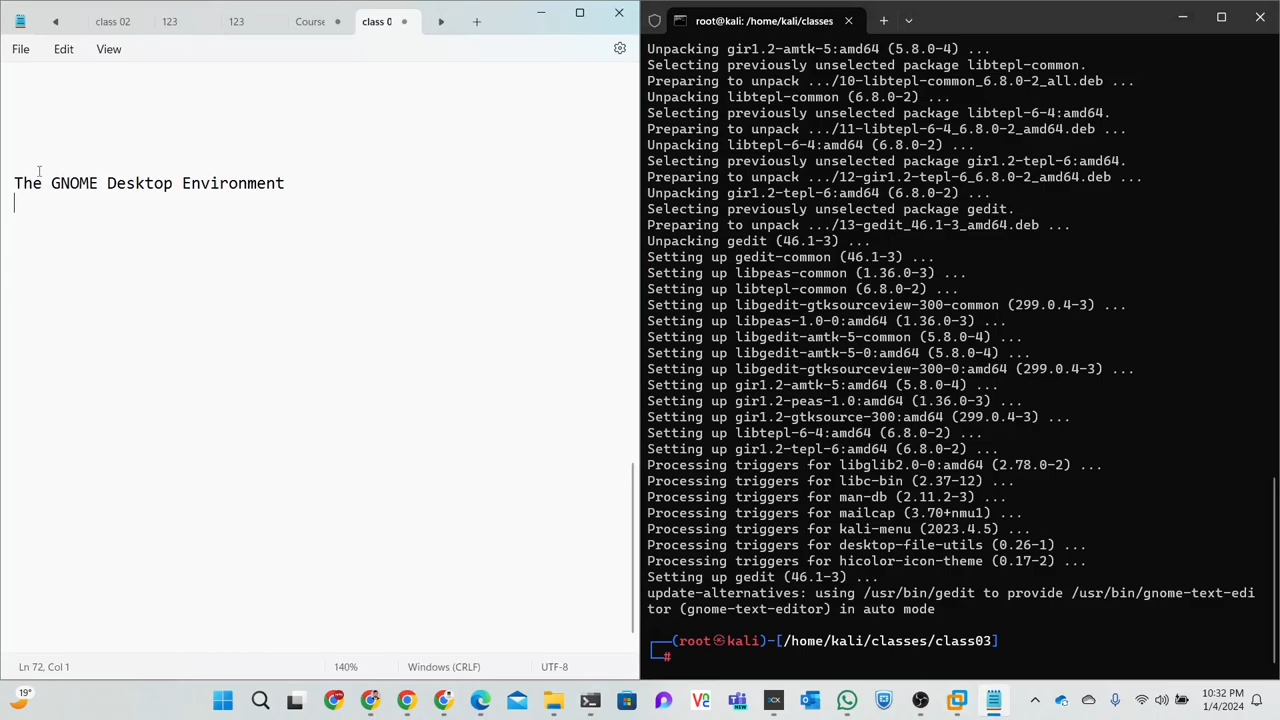 class 02
123
123
Course
class 0
File
Edit
View
The GNOME Desktop Environment
Ln 72, Col 1
140%
Windows (CRLF)
UTF-8
root@kali: /home/kali/classes
Unpacking gir1.2-amtk-5:amd64 (5.8.0-4) ...
Selecting previously unselected package libtepl-common.
Preparing to unpack .../10-libtepl-common_6.8.0-2_all.deb ...
Unpacking libtepl-common (6.8.0-2) ...
Selecting previously unselected package libtepl-6-4:amd64.
Preparing to unpack .../11-libtepl-6-4_6.8.0-2_amd64.deb ...
Unpacking libtepl-6-4:amd64 (6.8.0-2) ...
Selecting previously unselected package gir1.2-tepl-6:amd64.
Preparing to unpack .../12-gir1.2-tepl-6_6.8.0-2_amd64.deb ...
Unpacking gir1.2-tepl-6:amd64 (6.8.0-2) ...
Selecting previously unselected package gedit.
Preparing to unpack .../13-gedit_46.1-3_amd64.deb ...
Unpacking gedit (46.1-3) ...
Setting up gedit-common (46.1-3) ...
Setting up libpeas-common (1.36.0-3) ...
Setting up libtepl-common (6.8.0-2) ...
Setting up libgedit-gtksourceview-300-common (299.0.4-3) ...
Setting up libpeas-1.0-0:amd64 (1.36.0-3) ...
Setting up libgedit-amtk-5-common (5.8.0-4) ...
Setting up libgedit-amtk-5-0:amd64 (5.8.0-4) ...
Setting up libgedit-gtksourceview-300-0:amd64 (299.0.4-3) ...
Setting up gir1.2-amtk-5:amd64 (5.8.0-4) ...
Setting up gir1.2-peas-1.0:amd64 (1.36.0-3) ...
Setting up gir1.2-gtksource-300:amd64 (299.0.4-3) ...
Setting up libtepl-6-4:amd64 (6.8.0-2) ...
Setting up gir1.2-tepl-6:amd64 (6.8.0-2) ...
Processing triggers for libglib2.0-0:amd64 (2.78.0-2) ...
Processing triggers for libc-bin (2.37-12) ...
Processing triggers for man-db (2.11.2-3) ...
Processing triggers for mailcap (3.70+nmu1) ...
Processing triggers for kali-menu (2023.4.5) ...
Processing triggers for desktop-file-utils (0.26-1) ...
Processing triggers for hicolor-icon-theme (0.17-2) ...
Setting up gedit (46.1-3) ...
update-alternatives: using /usr/bin/gedit to provide /usr/bin/gnome-text-edi
tor (gnome-text-editor) in auto mode
┌──(root㉿kali)-[/home/kali/classes/class03]
└─#
19°
10:32 PM
1/4/2024